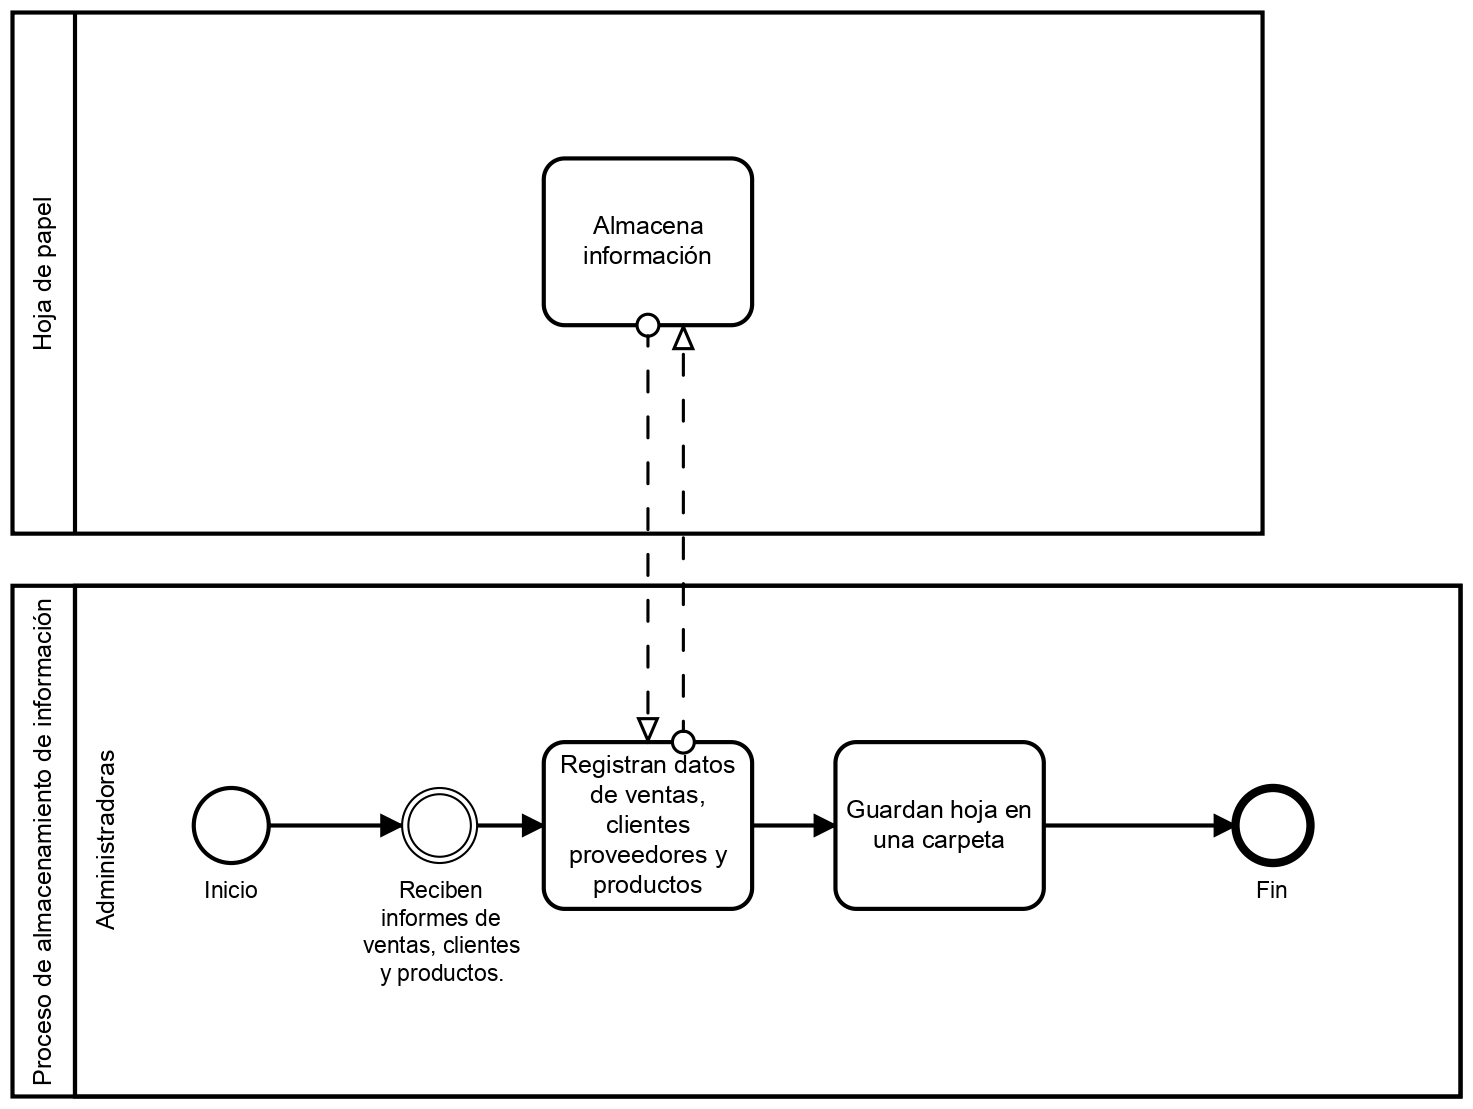 Hoja de papel
Almacena
información
Proceso de almacenamiento de información
Administradoras
Inicio
Reciben
informes de
ventas, clientes
y productos.
Registran datos
de ventas,
clientes
proveedores y
productos
Guardan hoja en
una carpeta
Fin